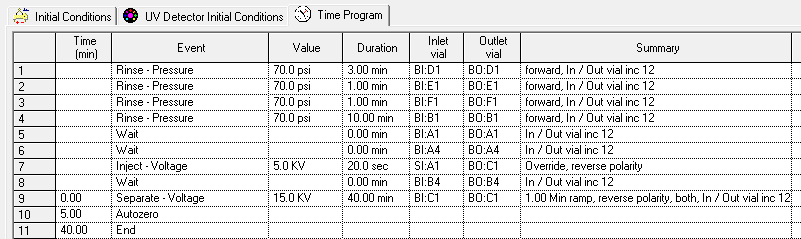 Initial Conditions UV Detector Initial Conditions Time Program
Time (min) Event Value Duration Inlet vial Outlet vial Summary
1 Rinse - Pressure 70.0 psi 3.00 min BI:D1 BO:D1 forward, In / Out vial inc 12
2 Rinse - Pressure 70.0 psi 1.00 min BI:E1 BO:E1 forward, In / Out vial inc 12
3 Rinse - Pressure 70.0 psi 1.00 min BI:F1 BO:F1 forward, In / Out vial inc 12
4 Rinse - Pressure 70.0 psi 10.00 min BI:B1 BO:B1 forward, In / Out vial inc 12
5 Wait 0.00 min BI:A1 BO:A1 In / Out vial inc 12
6 Wait 0.00 min BI:A4 BO:A4 In / Out vial inc 12
7 Inject - Voltage 5.0 KV 20.0 sec SI:A1 BO:C1 Override, reverse polarity
8 Wait 0.00 min BI:B4 BO:B4 In / Out vial inc 12
9 0.00 Separate - Voltage 15.0 KV 40.00 min BI:C1 BO:C1 1.00 Min ramp, reverse polarity, both, In / Out vial inc 12
10 5.00 Autozero
11 40.00 End